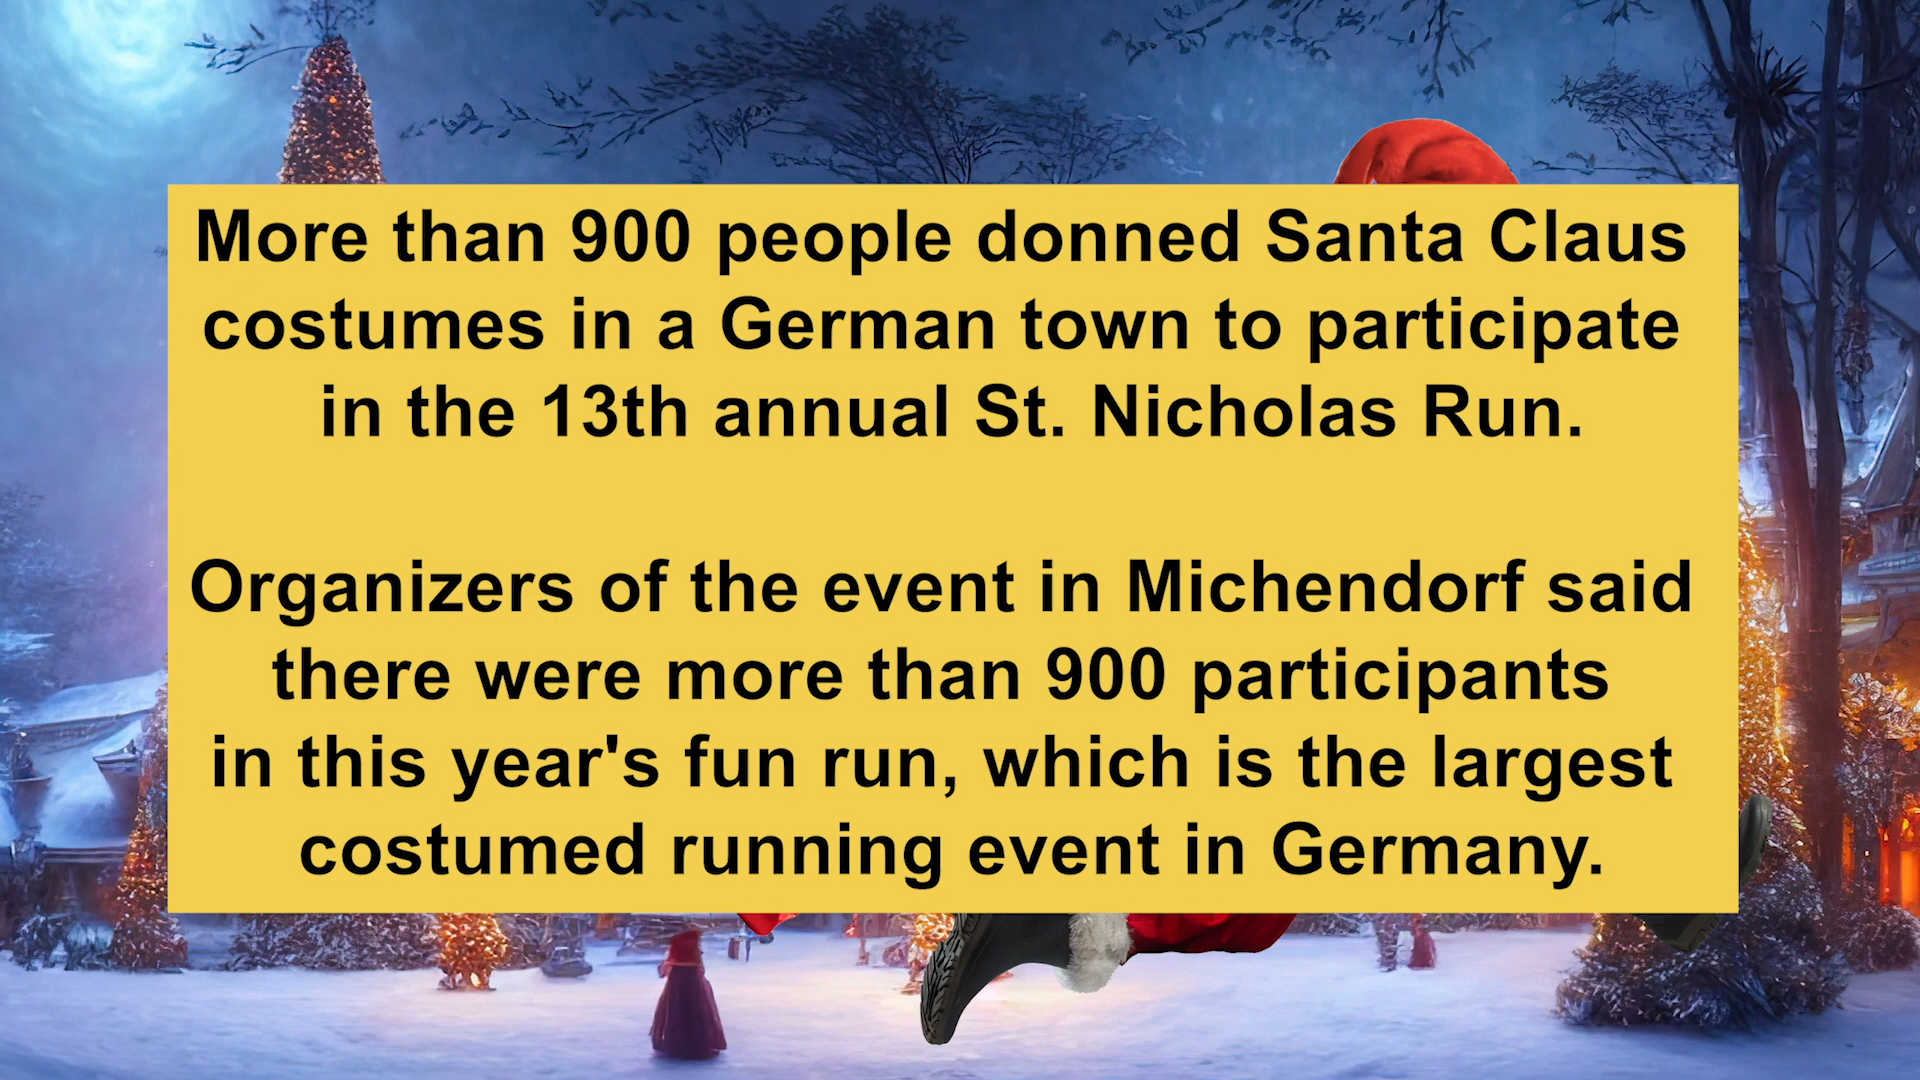 More than 900 people donned Santa Claus
costumes in a German town to participate
in the 13th annual St. Nicholas Run.
Organizers of the event in Michendorf said
there were more than 900 participants
in this year's fun run, which is the largest
costumed running event in Germany.